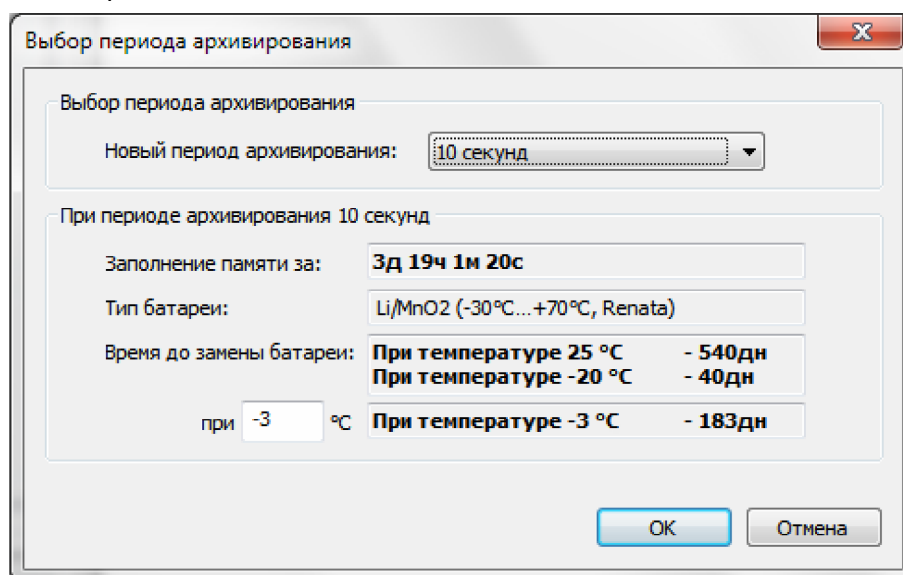 Выбор периода архивирования
Выбор периода архивирования
Новый период архивирования: 10 секунд
При периоде архивирования 10 секунд
Заполнение памяти за: 3д 19ч 1м 20с
Тип батареи: Li/MnO2 (-30°C...+70°C, Renata)
Время до замены батареи: При температуре 25 °C - 540дн
При температуре -20 °C - 40дн
при -3 °C При температуре -3 °C - 183дн
OK Отмена